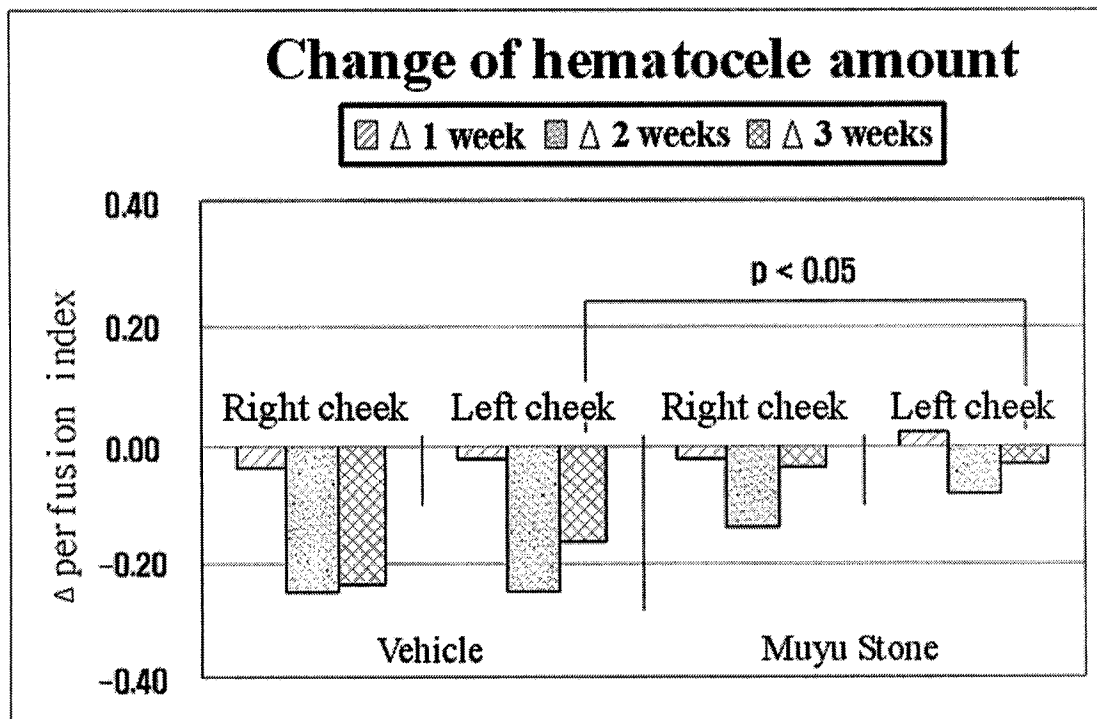 Change of hematocele amount
Δ 1 week Δ 2 weeks Δ 3 weeks
0.40
p < 0.05
0.20
Δ perfusion index
Right cheek Left cheek Right cheek Left cheek
0.00
-0.20
Vehicle Muyu Stone
-0.40